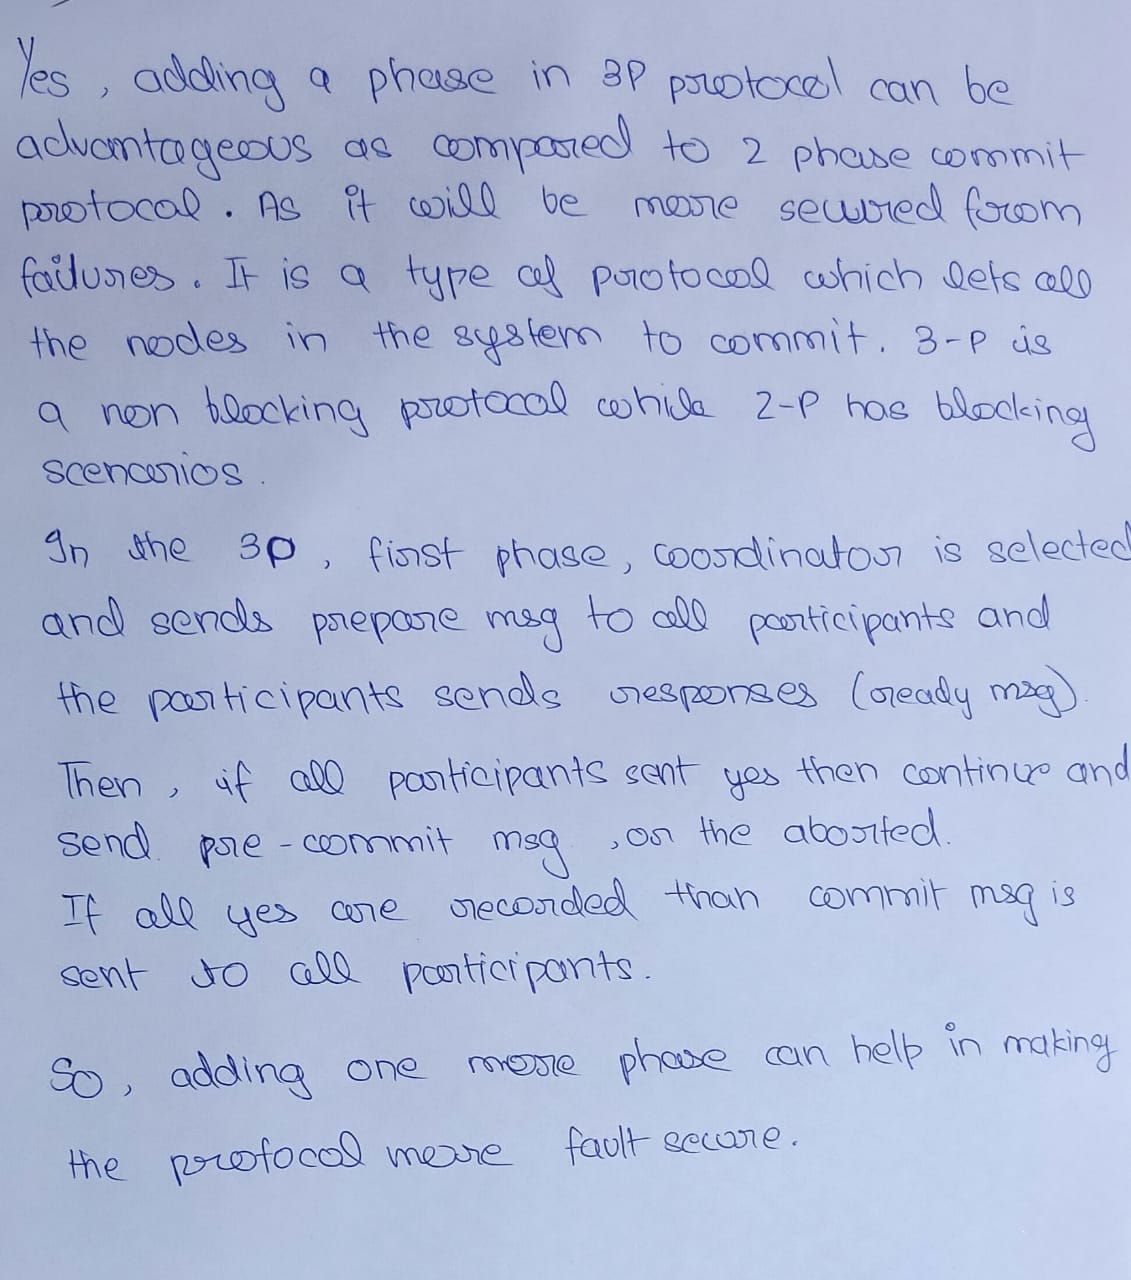 Yes, adding a phase in 3P protocol can be
advantageous as compared to 2 phase commit
protocol. As it will be more secured from
failures. It is a type of protocol which lets all
the nodes in the system to commit. 3-P is
a non blocking protocol while 2-P has blocking
scenarios.
In the 3P, first phase, coordinator is selected
and sends prepare msg to all participants and
the participants sends responses (ready msg).
Then, if all participants sent yes then continue and
send pre-commit msg, or the aborted.
If all yes are recorded than commit msg is
sent to all participants.
So, adding one more phase can help in making
the protocol more fault secure.